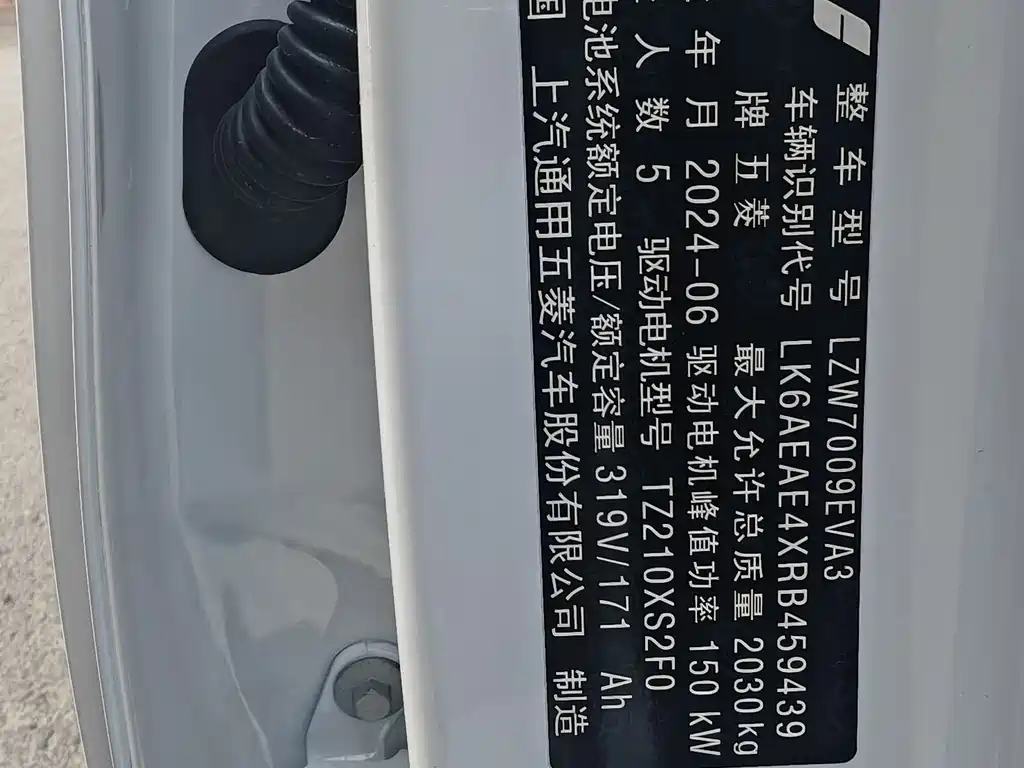 整车型号 LZW7009EVA3
车辆识别代号 LK6AEAE4XRB459439
牌 五菱 最大允许总质量 2030kg
年月 2024-06 驱动电机峰值功率 150 kW
人数 5 驱动电机型号 TZ210XS2F0
电池系统额定电压/额定容量 319V/171 Ah
国 上汽通用五菱汽车股份有限公司 制造